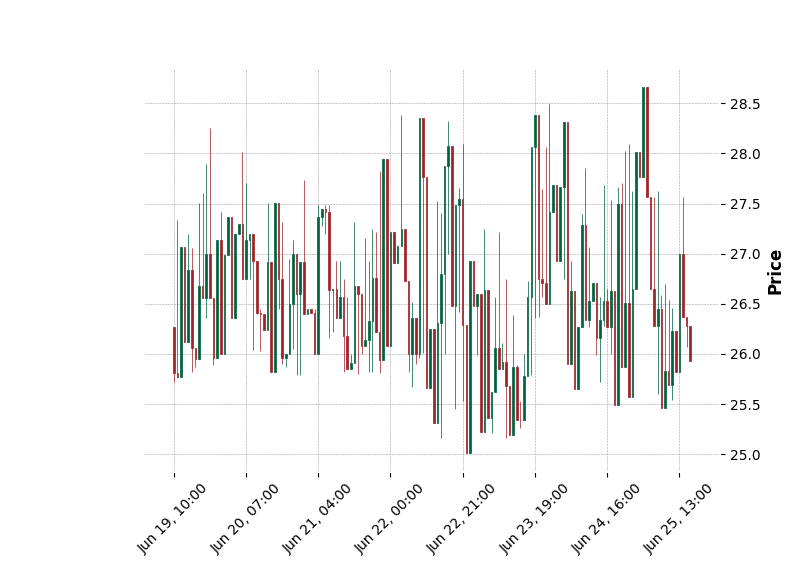 28.5
28.0
27.5
27.0
26.5
26.0
25.5
25.0
Price
Jun 19, 10:00
Jun 20, 07:00
Jun 21, 04:00
Jun 22, 00:00
Jun 22, 21:00
Jun 23, 19:00
Jun 24, 16:00
Jun 25, 13:00